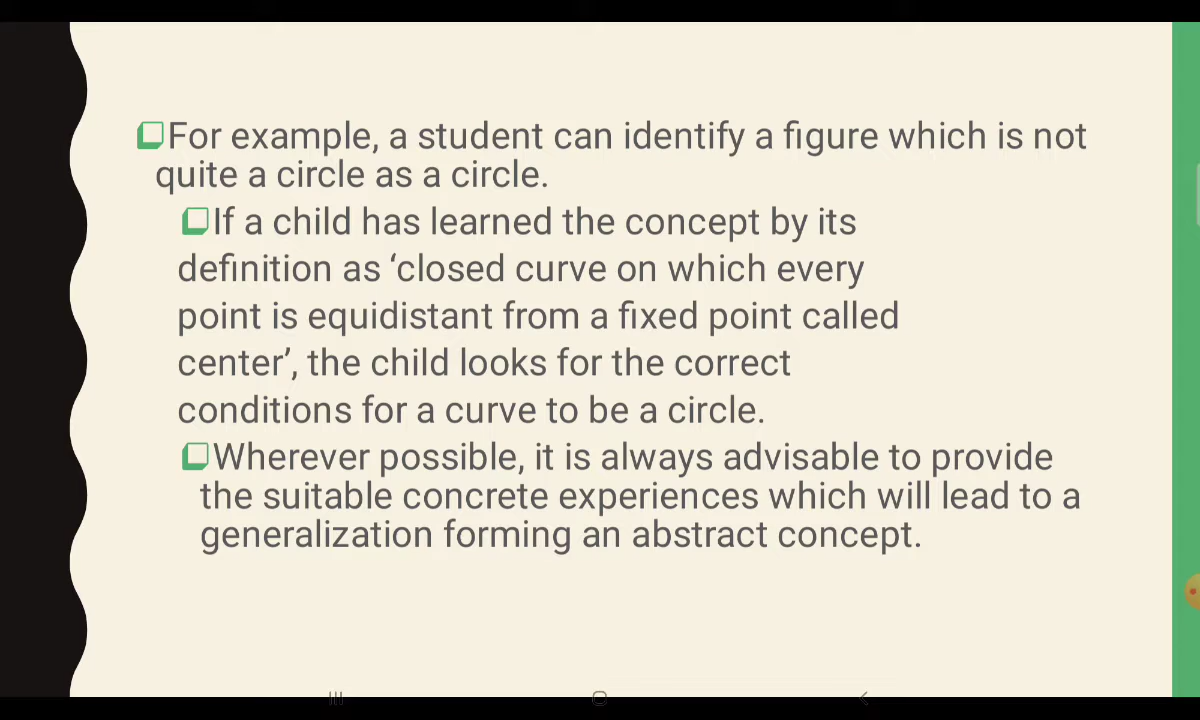 For example, a student can identify a figure which is not
quite a circle as a circle.
If a child has learned the concept by its
definition as ‘closed curve on which every
point is equidistant from a fixed point called
center’, the child looks for the correct
conditions for a curve to be a circle.
Wherever possible, it is always advisable to provide
the suitable concrete experiences which will lead to a
generalization forming an abstract concept.